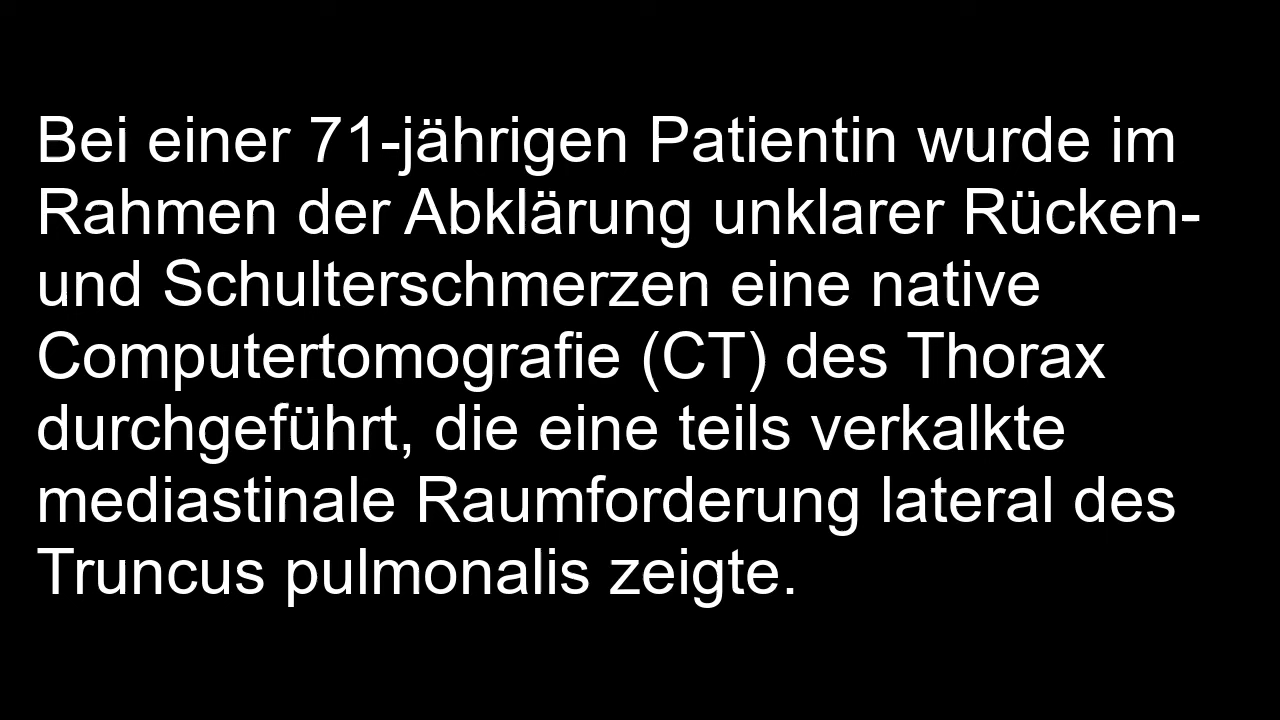 Bei einer 71-jährigen Patientin wurde im
Rahmen der Abklärung unklarer Rücken-
und Schulterschmerzen eine native
Computertomografie (CT) des Thorax
durchgeführt, die eine teils verkalkte
mediastinale Raumforderung lateral des
Truncus pulmonalis zeigte.